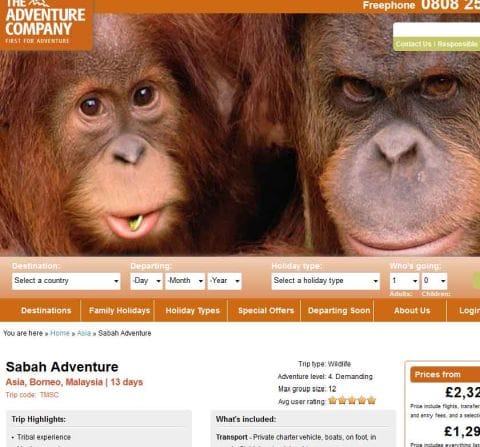 THE
ADVENTURE
COMPANY
FIRST FOR ADVENTURE
Freephone 0808 25
Contact Us | Responsible
Destination: Departing: Holiday type: Who's going:
Select a country -Day -Month -Year Select a holiday type 1 0
Adults: Children:
Destinations Family Holidays Holiday Types Special Offers Departing Soon About Us Login
You are here » Home » Asia » Sabah Adventure
Sabah Adventure
Asia, Borneo, Malaysia | 13 days
Trip code: TMSC
Trip type: Wildlife
Adventure level: 4. Demanding
Max group size: 12
Avg user rating:
Prices from
£2,32
Price include flights, transfer
and entry fees, and a selecti
£1,29
Price includes everything list
Trip Highlights:
• Tribal experience
What's included:
Transport - Private charter vehicle, boats, on foot, in